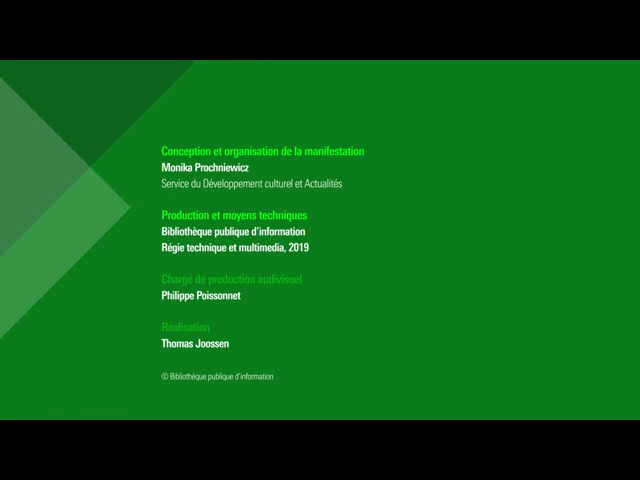 Conception et organisation de la manifestation
Monika Prochniewicz
Service du Développement culturel et Actualités
Production et moyens techniques
Bibliothèque publique d'information
Régie technique et multimedia, 2019
Chargé de production audivisuel
Philippe Poissonnet
Réalisation
Thomas Joossen
© Bibliothèque publique d'information